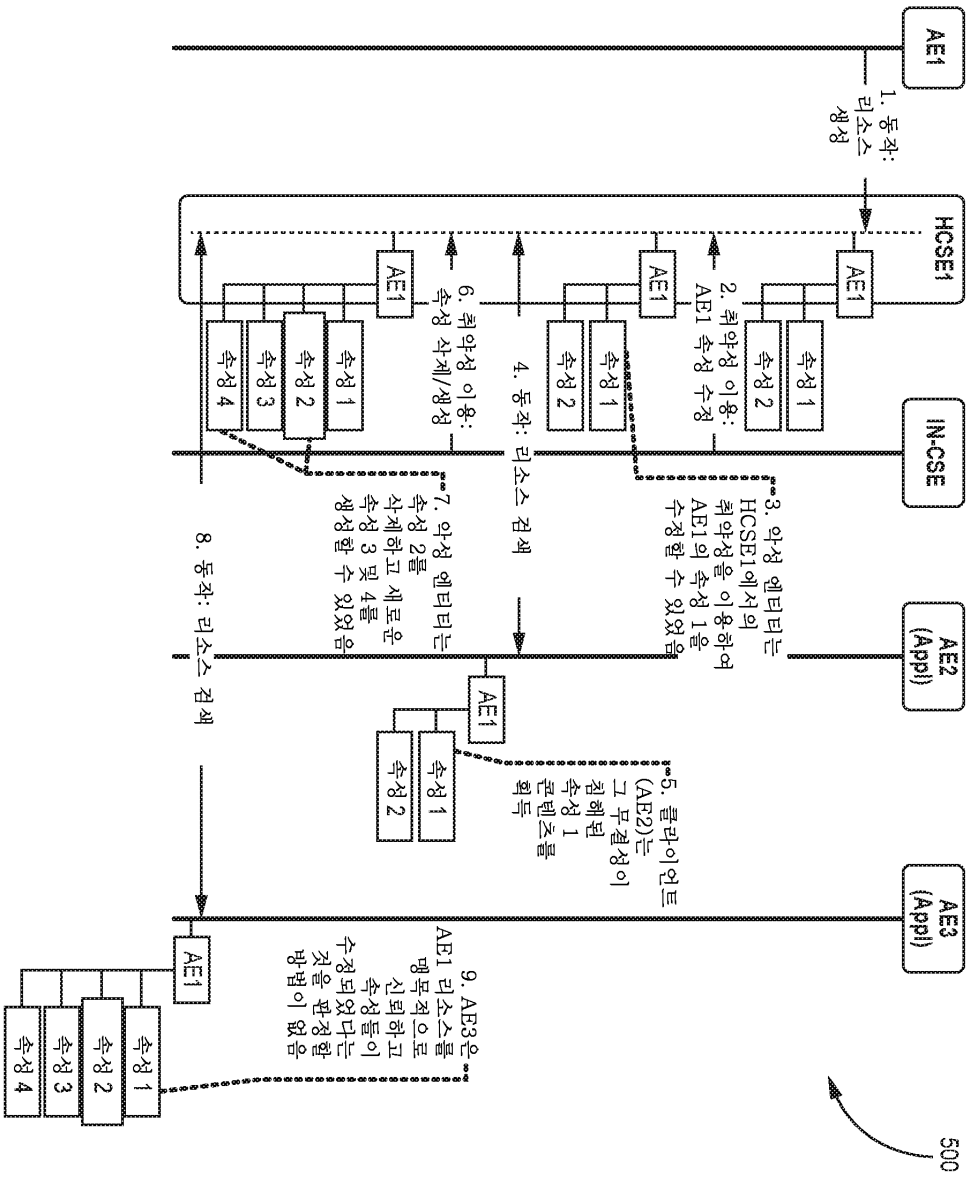 AE1
HCSE1
IN-CSE
AE2
(Appl)
AE3
(Appl)
1. 동작:
리소스
생성
AE1
속성 1
속성 2
2. 취약성 이용:
AE1 속성 수정
3. 악성 엔티티는
HCSE1에서의
취약성을 이용하여
AE1의 속성 1을
수정할 수 있었음
AE1
속성 1
속성 2
4. 동작: 리소스 검색
AE1
속성 1
속성 2
5. 클라이언트
(AE2)는
그 무결성이
침해된
속성 1
콘텐츠를
획득
6. 취약성 이용:
속성 삭제/생성
AE1
속성 1
속성 2
속성 3
속성 4
7. 악성 엔티티는
속성 2를
삭제하고 새로운
속성 3 및 4를
생성할 수 있었음
8. 동작: 리소스 검색
AE1
속성 1
속성 2
속성 3
속성 4
9. AE3은
AE1 리소스를
맹목적으로
신뢰하고
속성들이
수정되었다는
것을 판정할
방법이 없음
500